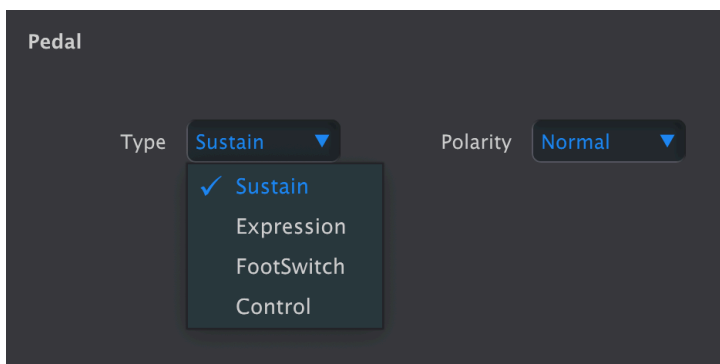 Pedal
Type Sustain Polarity Normal
Sustain
Expression
FootSwitch
Control